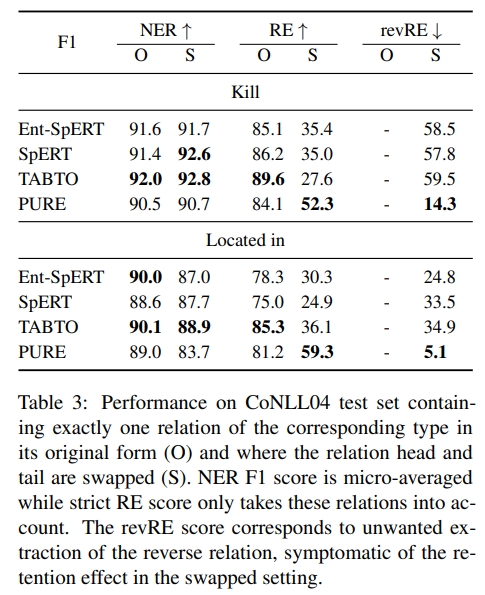 F1 NER ↑ RE ↑ revRE ↓
O S O S O S
Kill
Ent-SpERT 91.6 91.7 85.1 35.4 - 58.5
SpERT 91.4 92.6 86.2 35.0 - 57.8
TABTO 92.0 92.8 89.6 27.6 - 59.5
PURE 90.5 90.7 84.1 52.3 - 14.3
Located in
Ent-SpERT 90.0 87.0 78.3 30.3 - 24.8
SpERT 88.6 87.7 75.0 24.9 - 33.5
TABTO 90.1 88.9 85.3 36.1 - 34.9
PURE 89.0 83.7 81.2 59.3 - 5.1
Table 3: Performance on CoNLL04 test set contain-
ing exactly one relation of the corresponding type in
its original form (O) and where the relation head and
tail are swapped (S). NER F1 score is micro-averaged
while strict RE score only takes these relations into ac-
count. The revRE score corresponds to unwanted ex-
traction of the reverse relation, symptomatic of the re-
tention effect in the swapped setting.